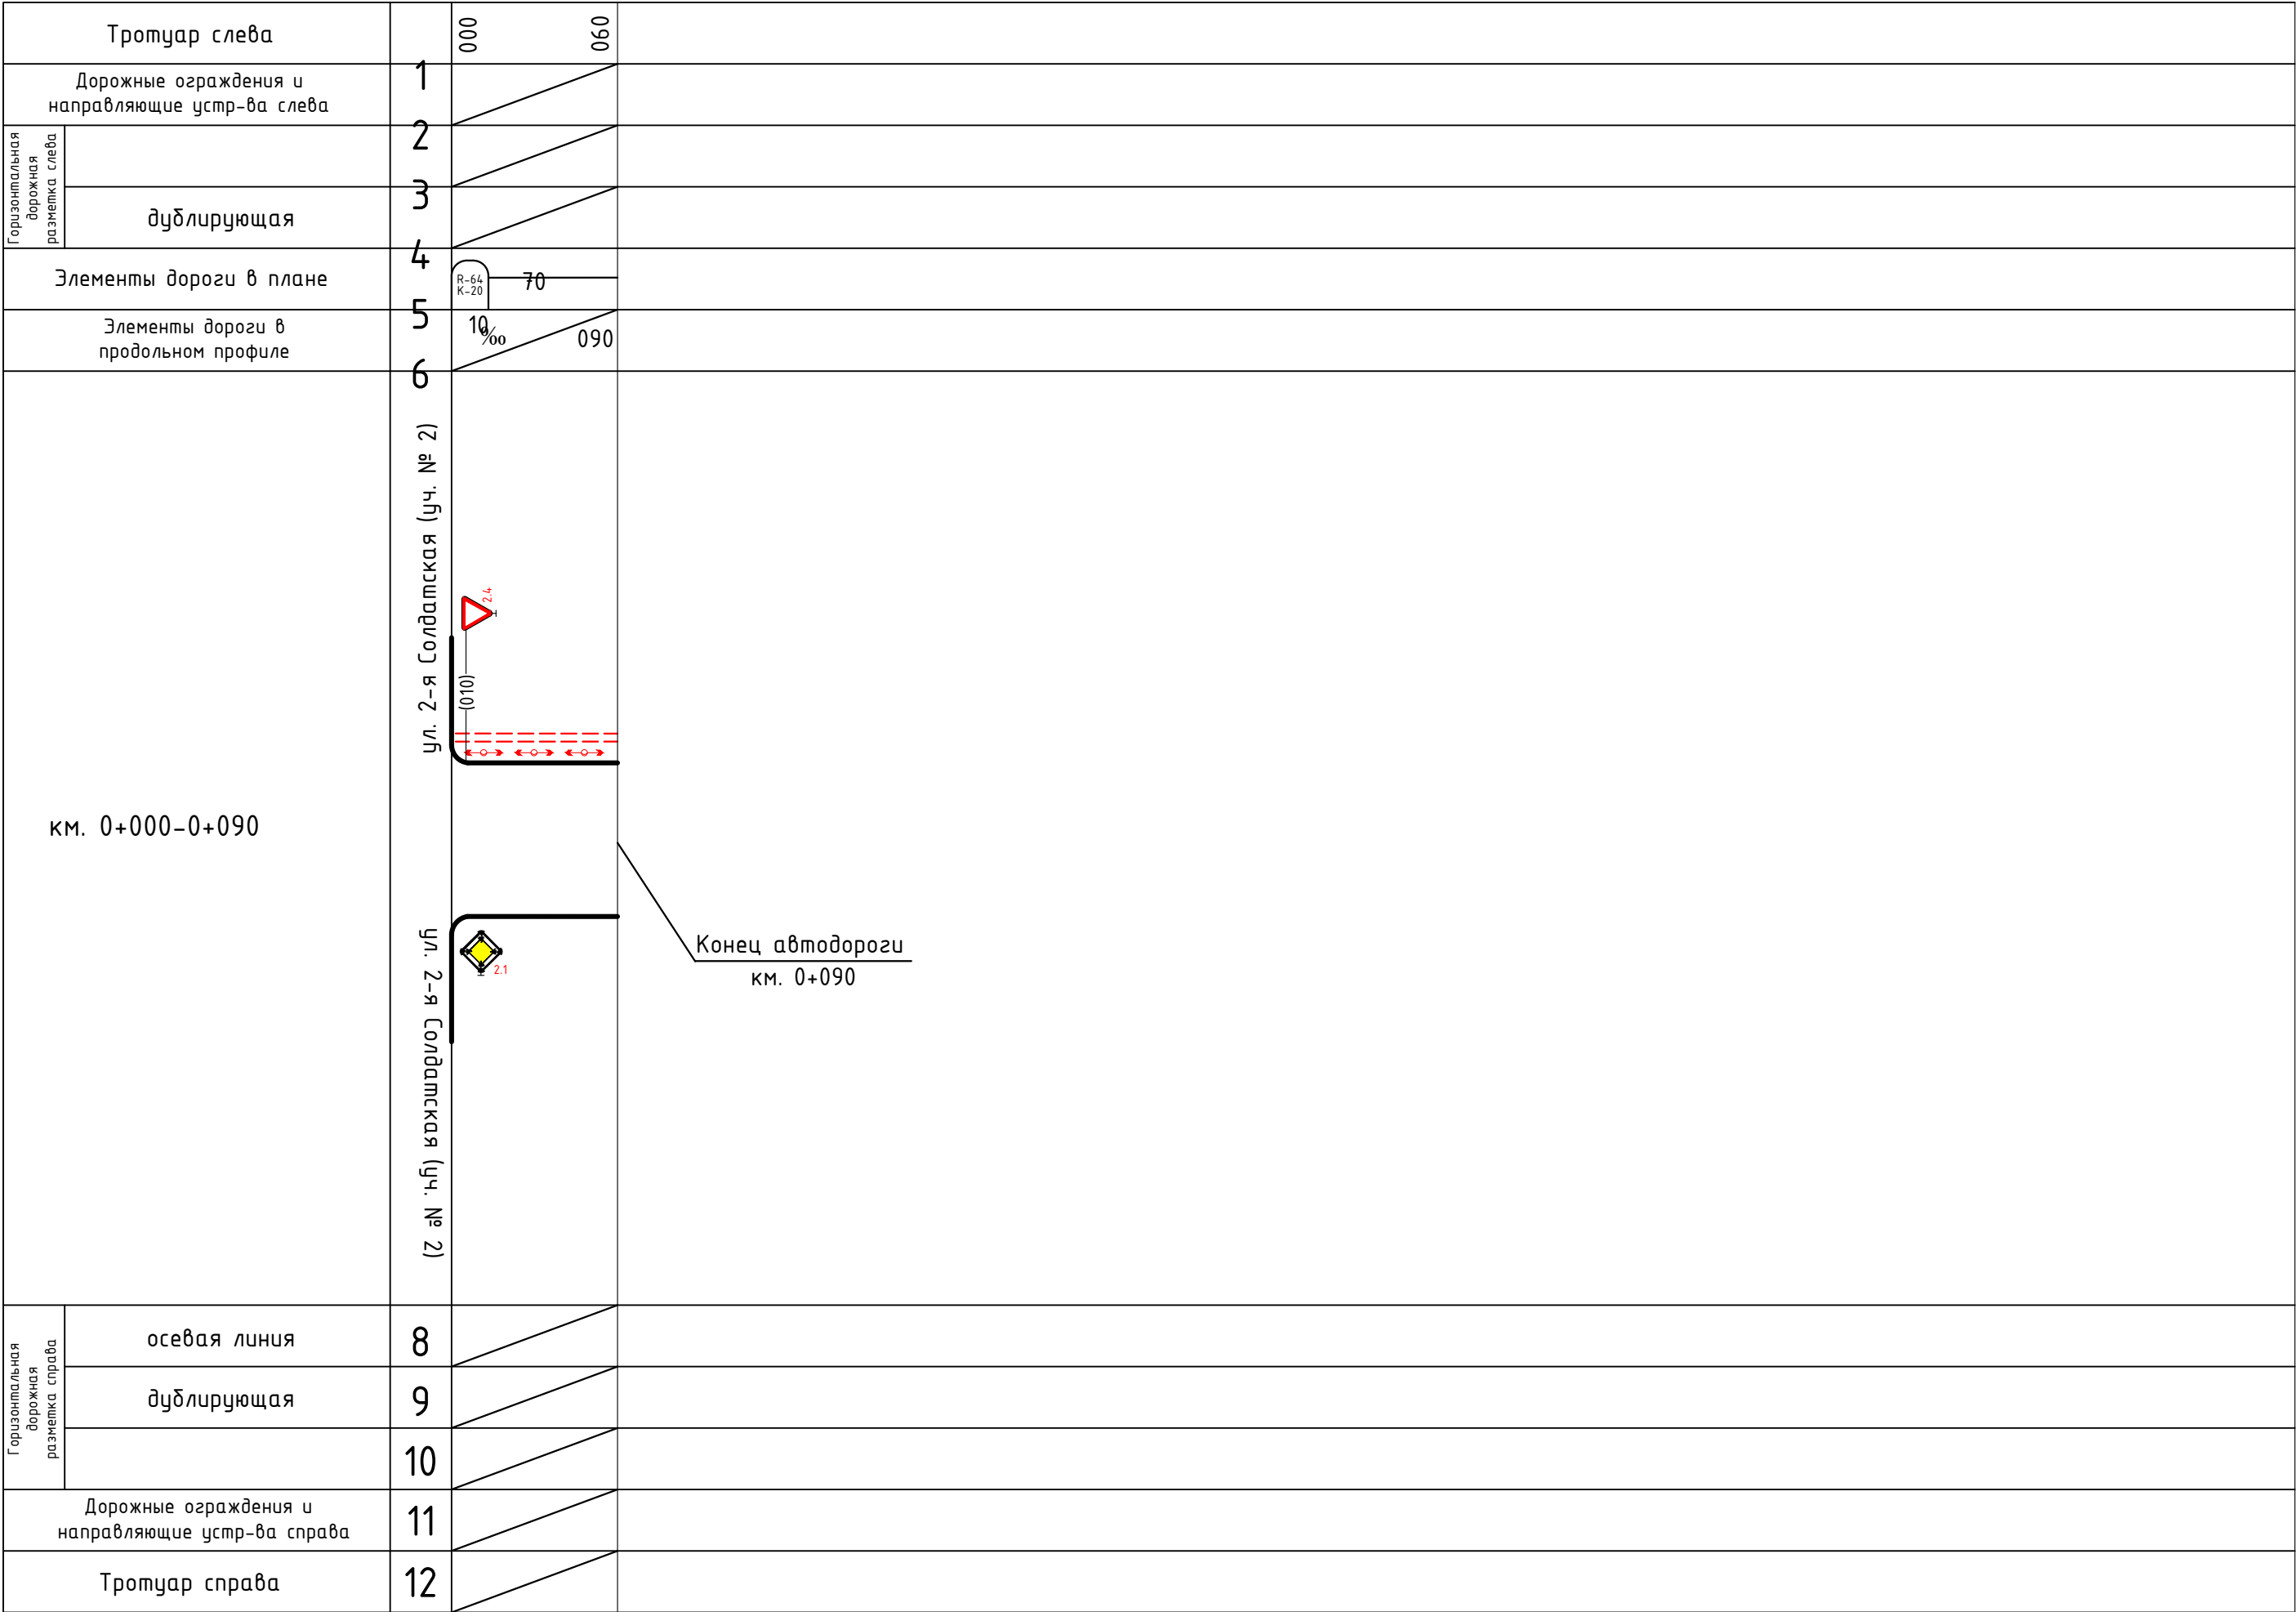 Тротуар слева
000
090
1
Дорожные ограждения и
направляющие устр-ва слева
2
Горизонтальная
дорожная
разметка слева
3
дублирующая
4
Элементы дороги в плане
R-64
K-20
70
5
Элементы дороги в
продольном профиле
10
‰
090
6
ул. 2-я Солдатская (уч. № 2)
2.4
(010)
км. 0+000-0+090
Конец автодороги
км. 0+090
2.1
ул. 2-я Солдатская (уч. № 2)
Горизонтальная
дорожная
разметка справа
осевая линия
8
дублирующая
9
10
Дорожные ограждения и
направляющие устр-ва справа
11
Тротуар справа
12